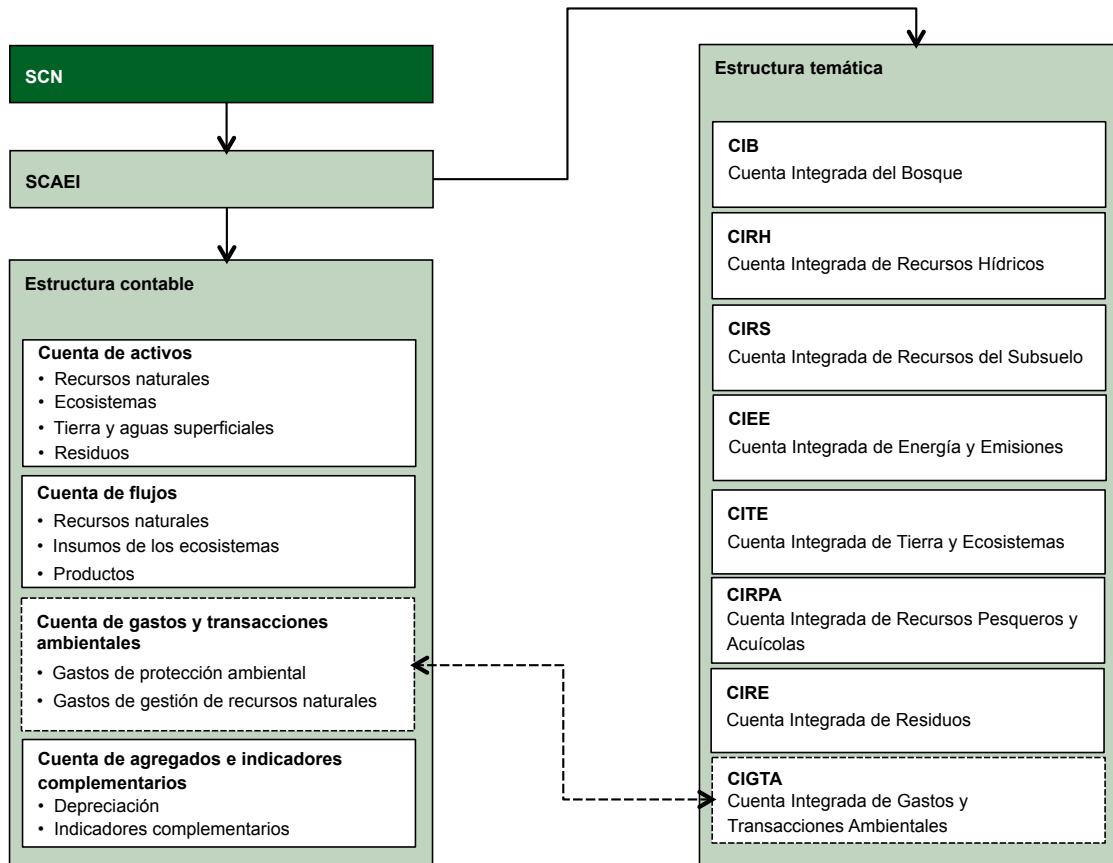 SCN
SCAEI
Estructura contable
Cuenta de activos
• Recursos naturales
• Ecosistemas
• Tierra y aguas superficiales
• Residuos
Cuenta de flujos
• Recursos naturales
• Insumos de los ecosistemas
• Productos
Cuenta de gastos y transacciones
ambientales
• Gastos de protección ambiental
• Gastos de gestión de recursos naturales
Cuenta de agregados e indicadores
complementarios
• Depreciación
• Indicadores complementarios
Estructura temática
CIB
Cuenta Integrada del Bosque
CIRH
Cuenta Integrada de Recursos Hídricos
CIRS
Cuenta Integrada de Recursos del Subsuelo
CIEE
Cuenta Integrada de Energía y Emisiones
CITE
Cuenta Integrada de Tierra y Ecosistemas
CIRPA
Cuenta Integrada de Recursos Pesqueros y
Acuícolas
CIRE
Cuenta Integrada de Residuos
CIGTA
Cuenta Integrada de Gastos y
Transacciones Ambientales